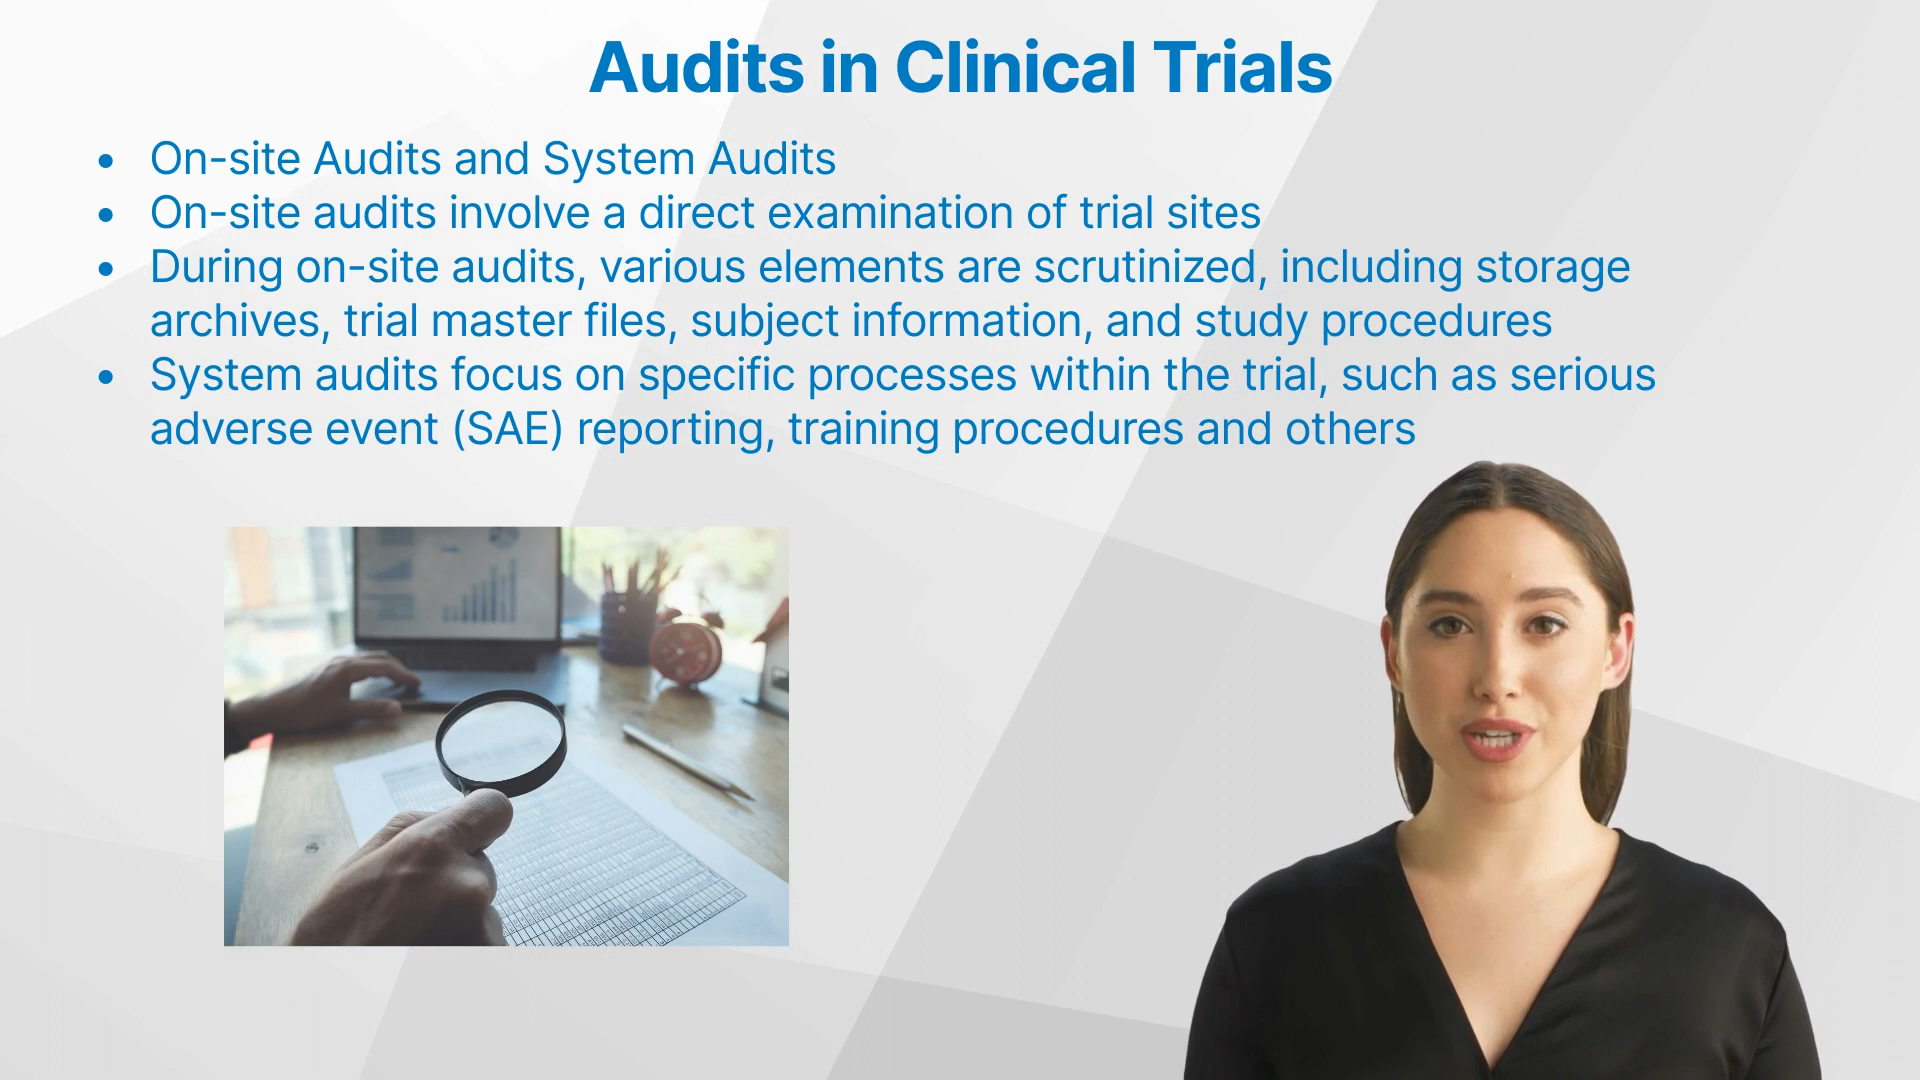 Audits in Clinical Trials
• On-site Audits and System Audits
• On-site audits involve a direct examination of trial sites
• During on-site audits, various elements are scrutinized, including storage
archives, trial master files, subject information, and study procedures
• System audits focus on specific processes within the trial, such as serious
adverse event (SAE) reporting, training procedures and others